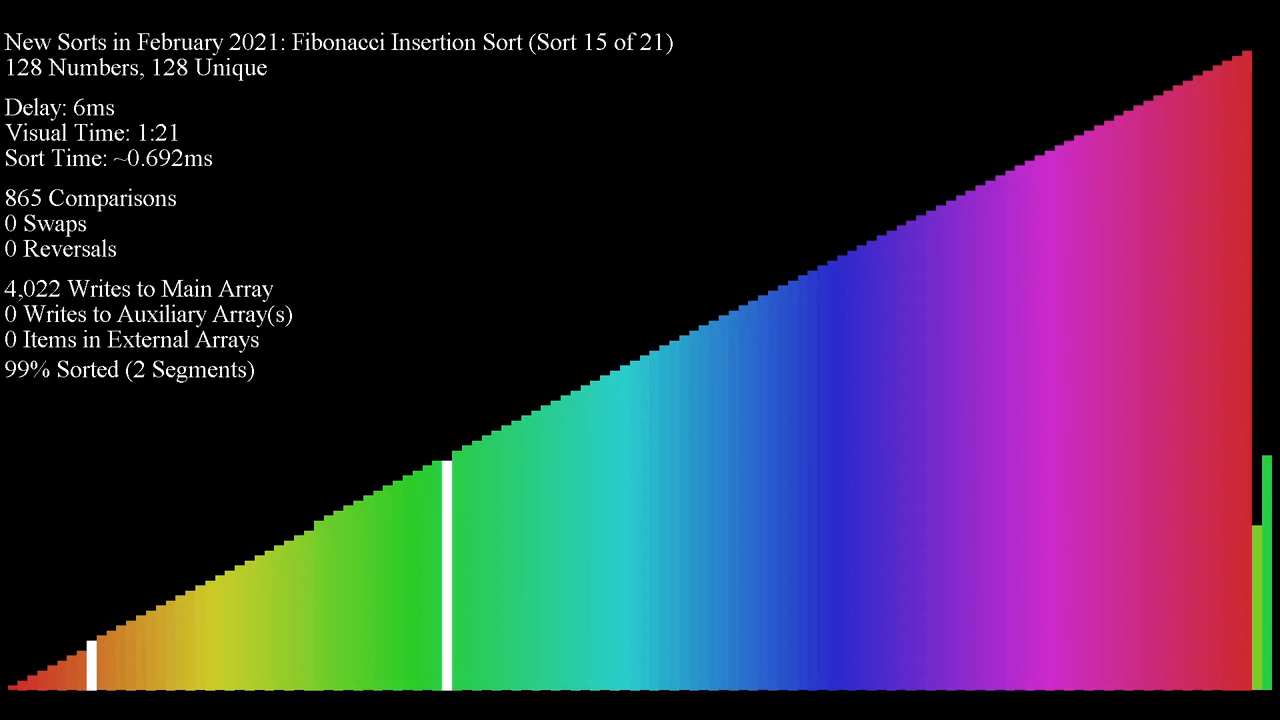 New Sorts in February 2021: Fibonacci Insertion Sort (Sort 15 of 21)
128 Numbers, 128 Unique
Delay: 6ms
Visual Time: 1:21
Sort Time: ~0.692ms
865 Comparisons
0 Swaps
0 Reversals
4,022 Writes to Main Array
0 Writes to Auxiliary Array(s)
0 Items in External Arrays
99% Sorted (2 Segments)